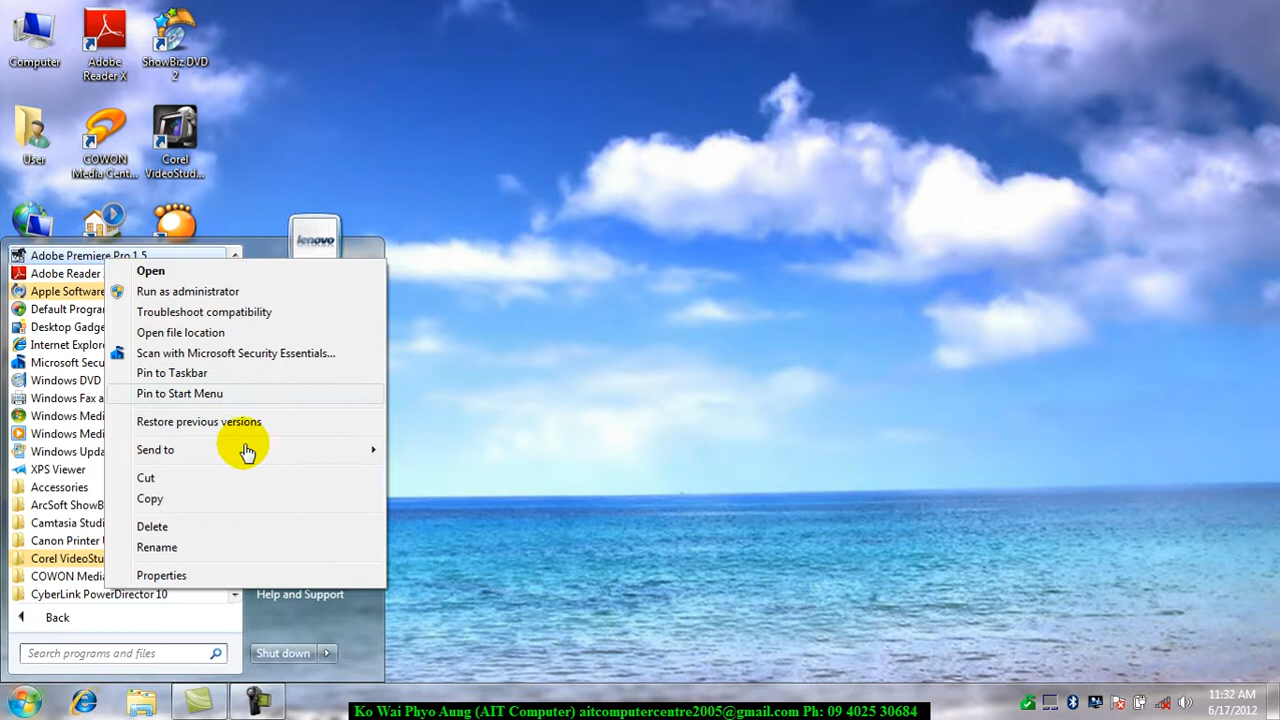 Computer
Adobe
Reader X
ShowBiz DVD
2
User
COWON
Media Cent...
Corel
VideoStud...
lenovo
Adobe Premiere Pro 1.5
Adobe Reader
Apple Software
Default Progra
Desktop Gadge
Internet Explore
Microsoft Secu
Windows DVD
Windows Fax a
Windows Medi
Windows Medi
Windows Upda
XPS Viewer
Accessories
ArcSoft ShowB
Camtasia Studi
Canon Printer
Corel VideoStu
COWON Medi
CyberLink PowerDirector 10
Back
Search programs and files
Open
Run as administrator
Troubleshoot compatibility
Open file location
Scan with Microsoft Security Essentials...
Pin to Taskbar
Pin to Start Menu
Restore previous versions
Send to
Cut
Copy
Delete
Rename
Properties
Help and Support
Shut down
11:32 AM
6/17/2012
Ko Wai Phyo Aung (AIT Computer) aitcomputercentre2005@gmail.com Ph: 09 4025 30684